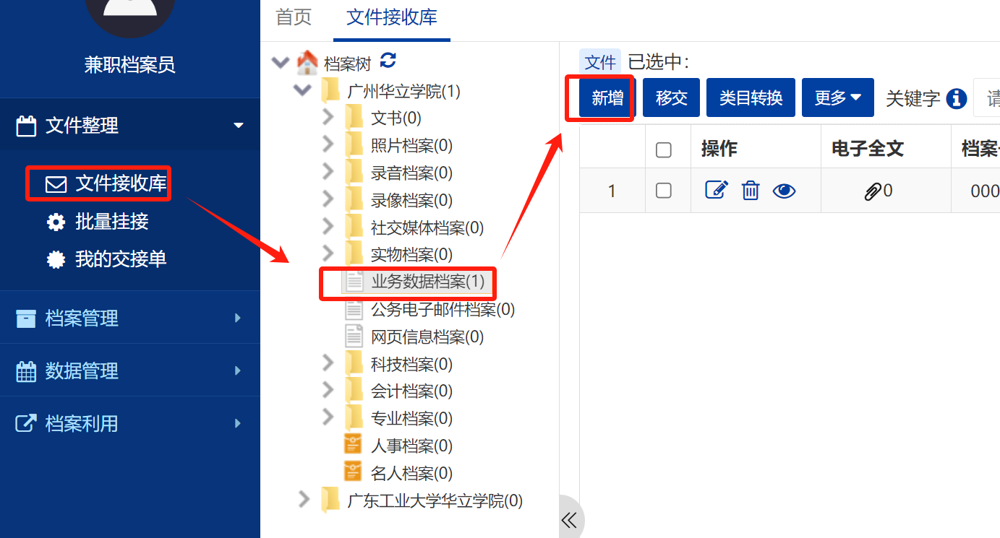 首页
文件接收库
兼职档案员
文件整理
文件接收库
批量挂接
我的交接单
档案管理
数据管理
档案利用
档案树
广州华立学院(1)
文书(0)
照片档案(0)
录音档案(0)
录像档案(0)
社交媒体档案(0)
实物档案(0)
业务数据档案(1)
公务电子邮件档案(0)
网页信息档案(0)
科技档案(0)
会计档案(0)
专业档案(0)
人事档案(0)
名人档案(0)
广东工业大学华立学院(0)
文件 已选中:
新增 移交 类目转换 更多 关键字 请
操作 电子全文 档案
1 0 000